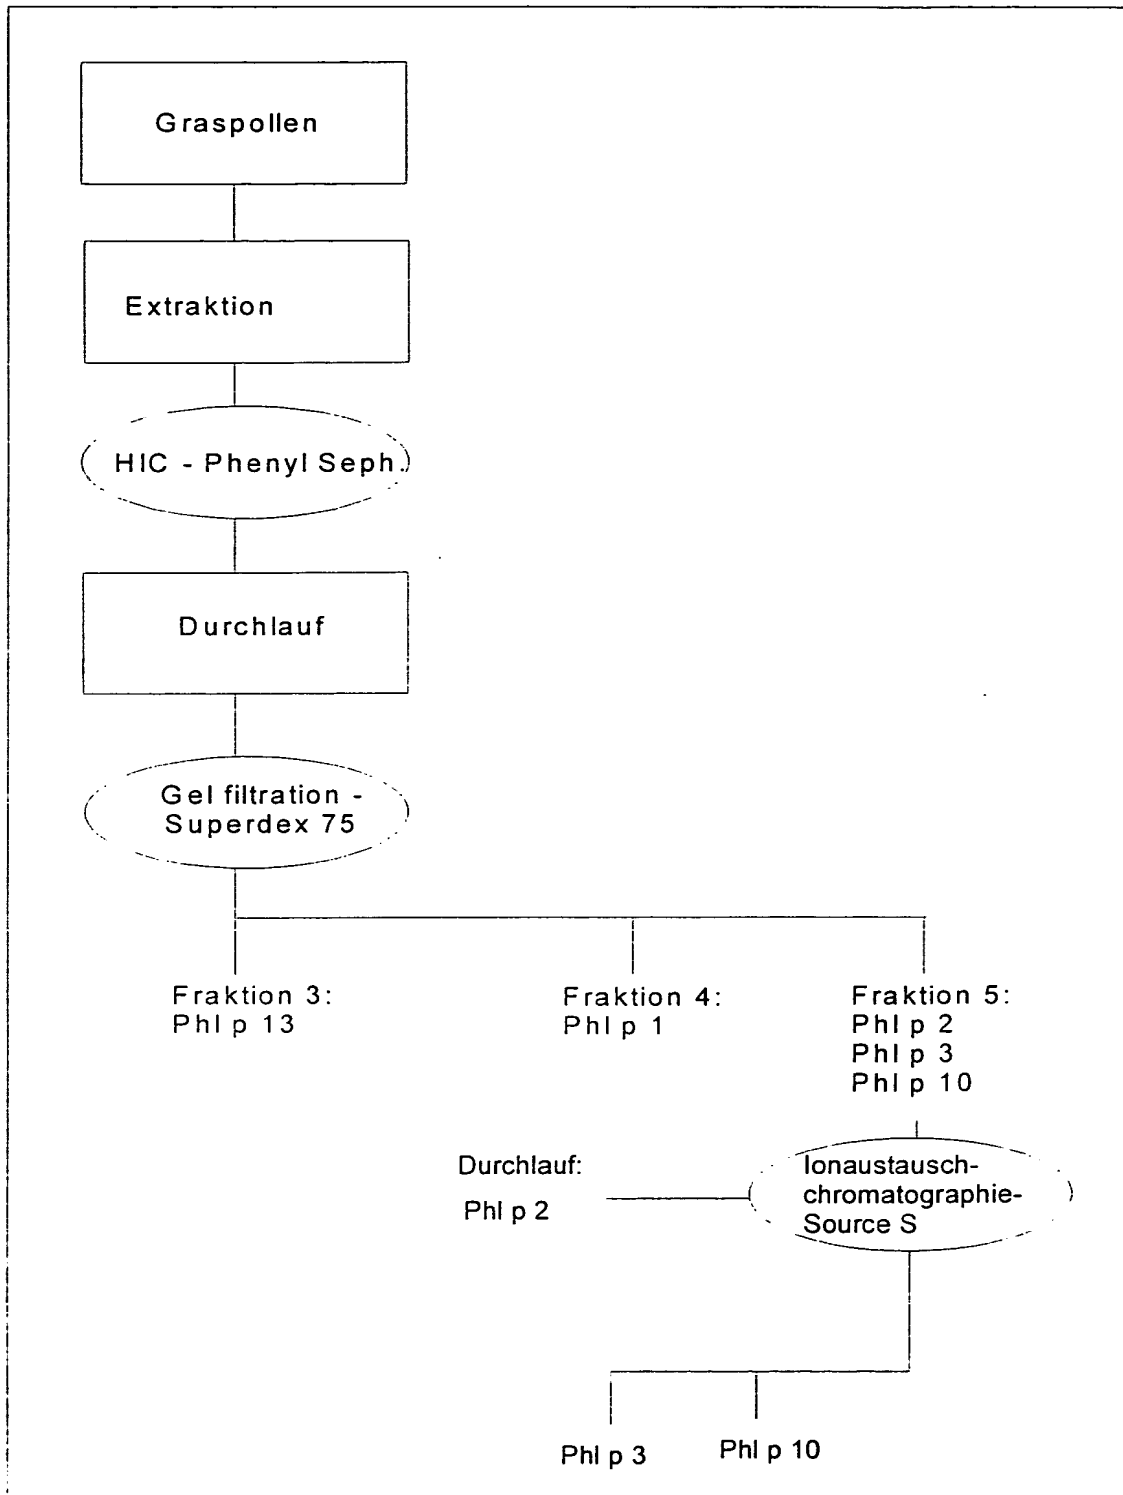 Graspollen
Extraktion
HIC - Phenyl Seph.
Durchlauf
Gel filtration -
Superdex 75
Fraktion 3:
Phl p 13
Fraktion 4:
Phl p 1
Fraktion 5:
Phl p 2
Phl p 3
Phl p 10
Durchlauf:
Phl p 2
Ionaustausch-
chromatographie-
Source S
Phl p 3
Phl p 10